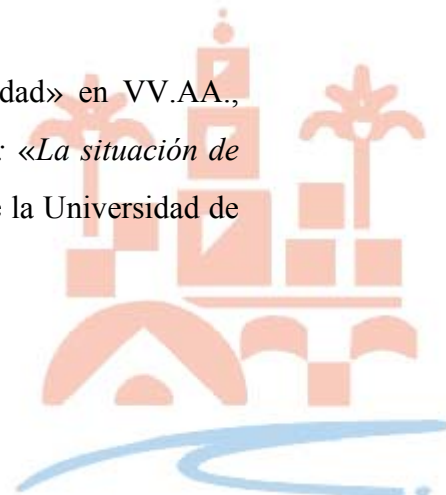 dad» en VV.AA.,
: «La situación de
e la Universidad de